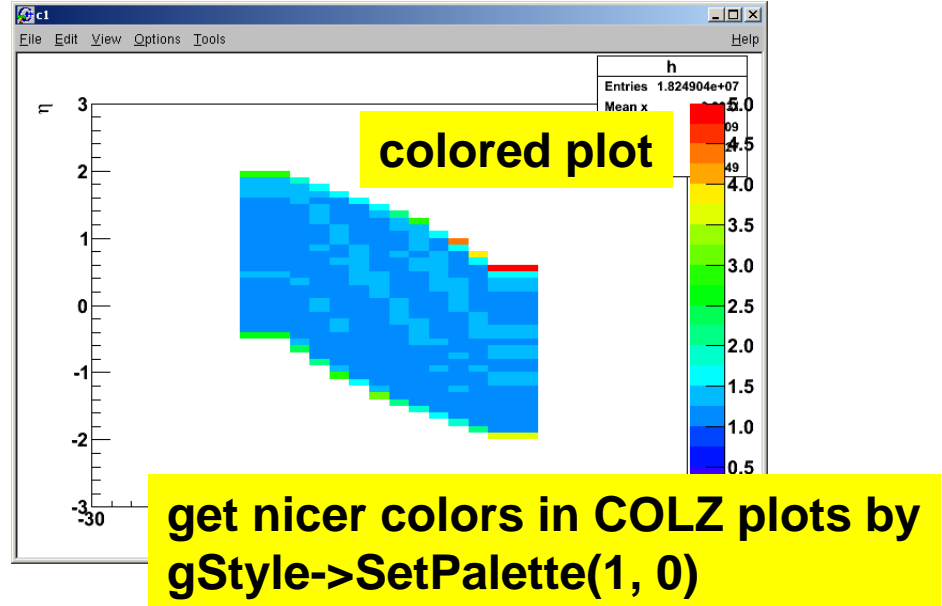 c1
File Edit View Options Tools Help
h
Entries 1.824904e+07
Mean x
η
3
2
1
0
-1
-2
-3
-30
5.0
4.5
4.0
3.5
3.0
2.5
2.0
1.5
1.0
0.5
colored plot
get nicer colors in COLZ plots by
gStyle->SetPalette(1, 0)